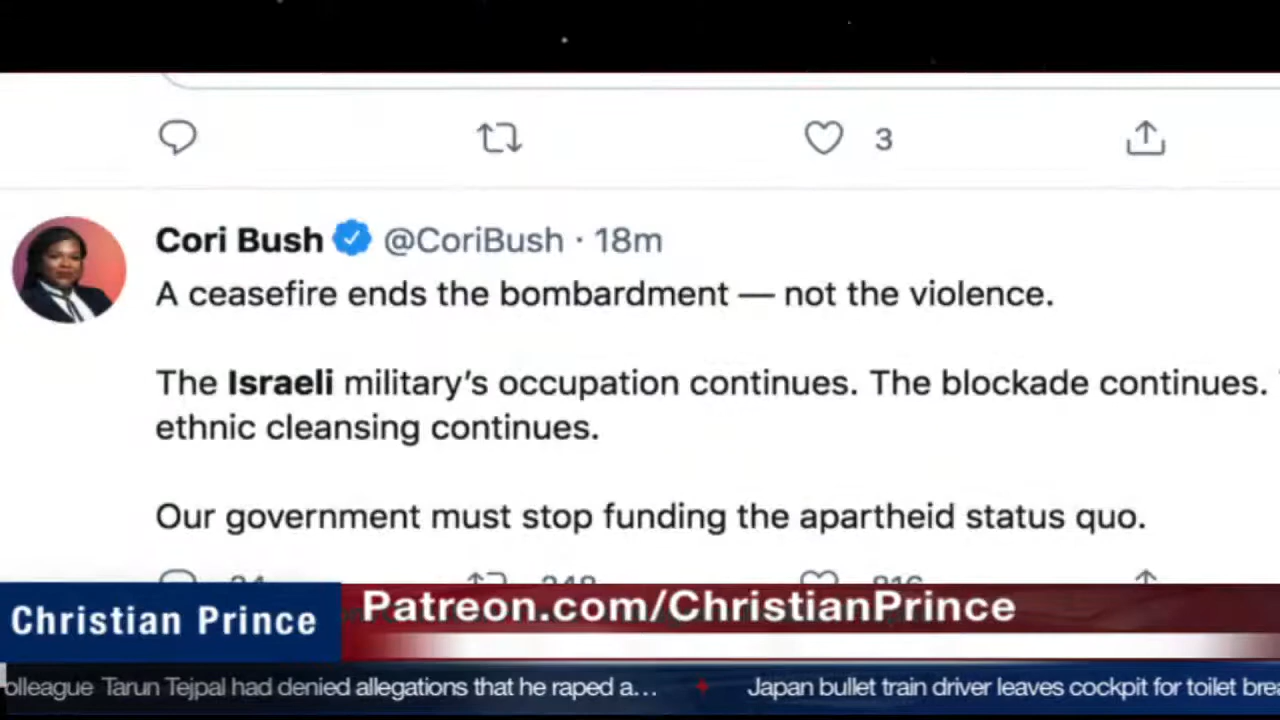 3
Cori Bush @CoriBush · 18m
A ceasefire ends the bombardment — not the violence.
The Israeli military's occupation continues. The blockade continues.
ethnic cleansing continues.
Our government must stop funding the apartheid status quo.
Christian Prince
Patreon.com/ChristianPrince
olleague Tarun Tejpal had denied allegations that he raped a… Japan bullet train driver leaves cockpit for toilet brea